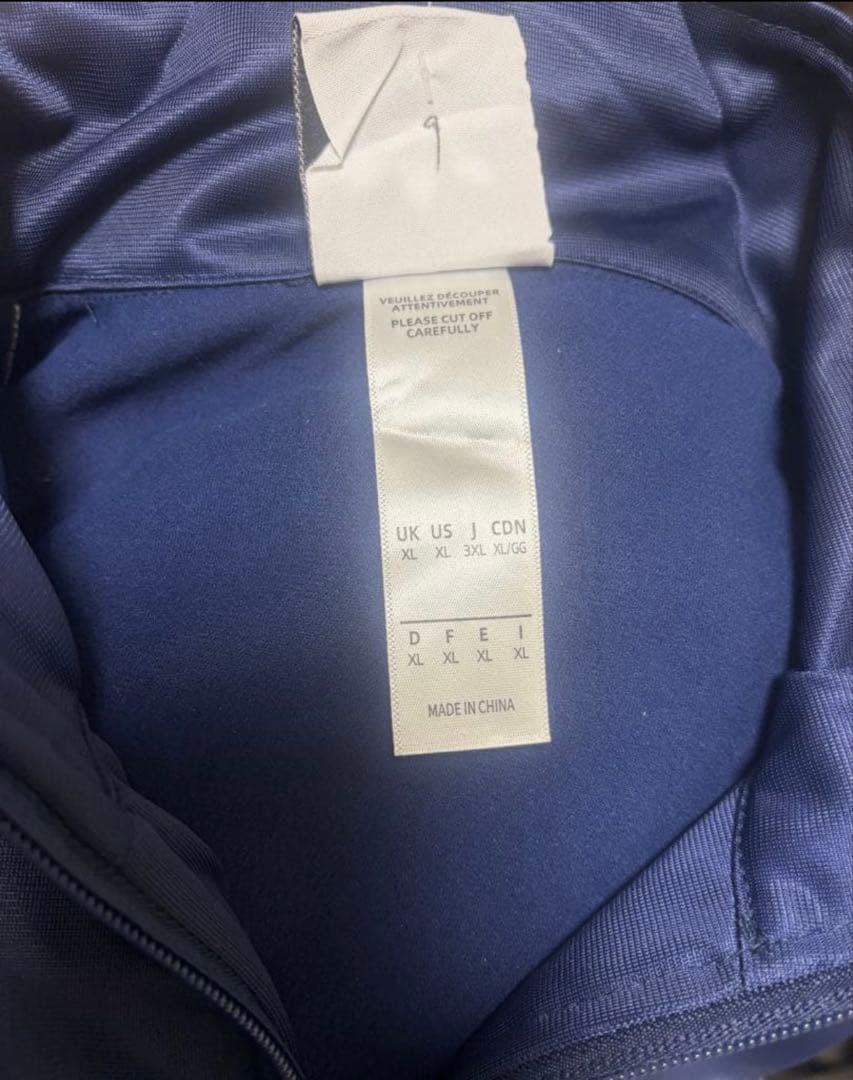 9
VEUILLEZ DÉCOUPER
ATTENTIVEMENT
PLEASE CUT OFF
CAREFULLY
UK US J CDN
XL XL 3XL XL/GG
D F E I
XL XL XL XL
MADE IN CHINA